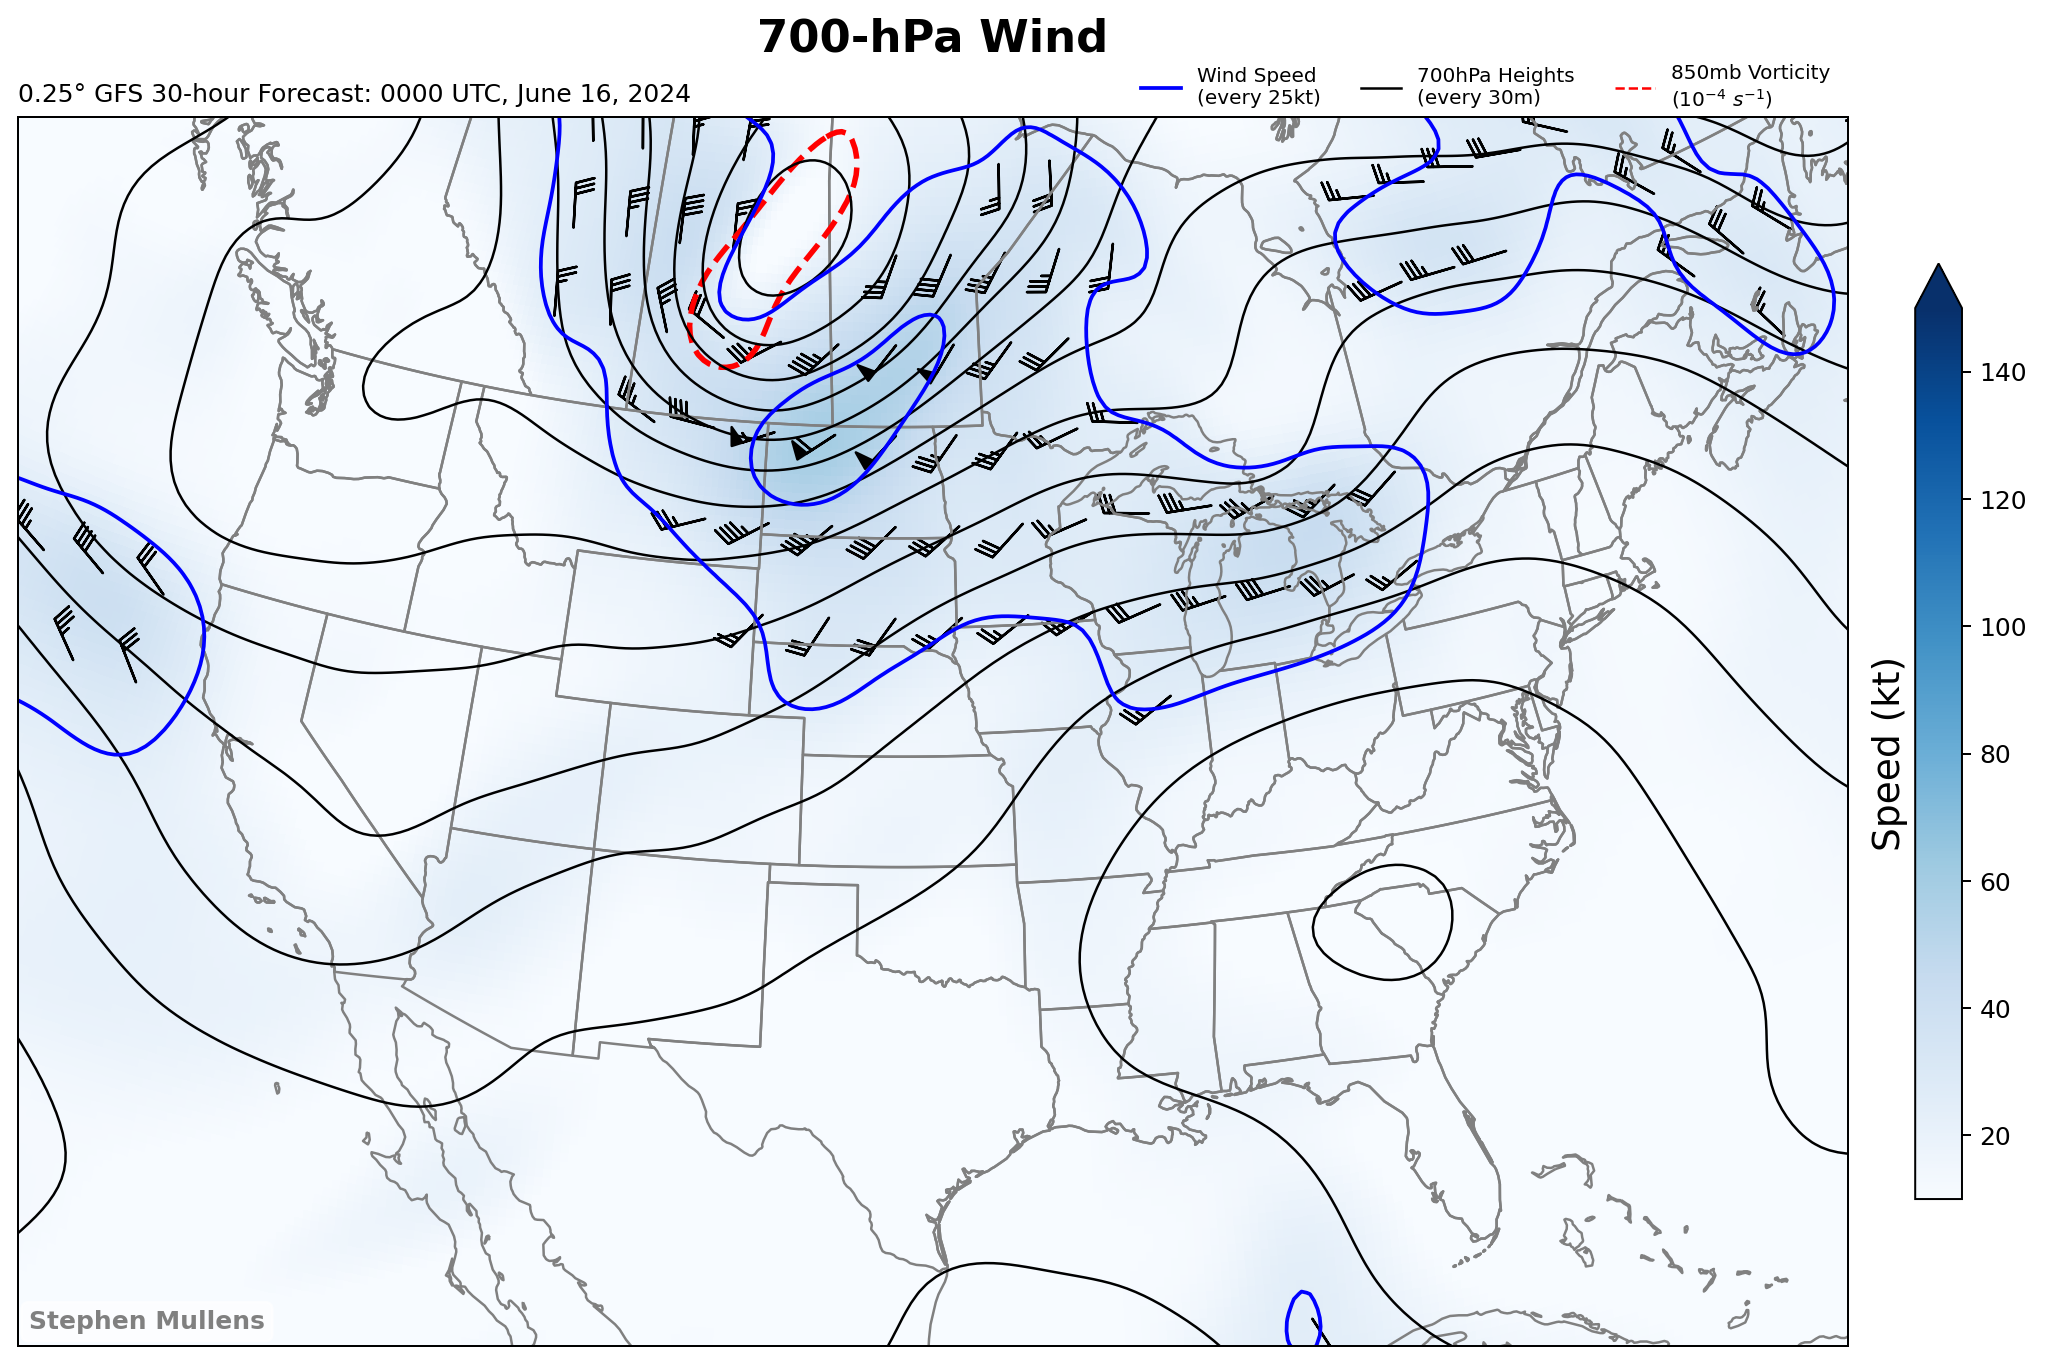 700-hPa Wind
0.25° GFS 30-hour Forecast: 0000 UTC, June 16, 2024
Wind Speed
(every 25kt)
700hPa Heights
(every 30m)
850mb Vorticity
(10⁻⁴ s⁻¹)
140
120
100
80
60
40
20
Speed (kt)
Stephen Mullens